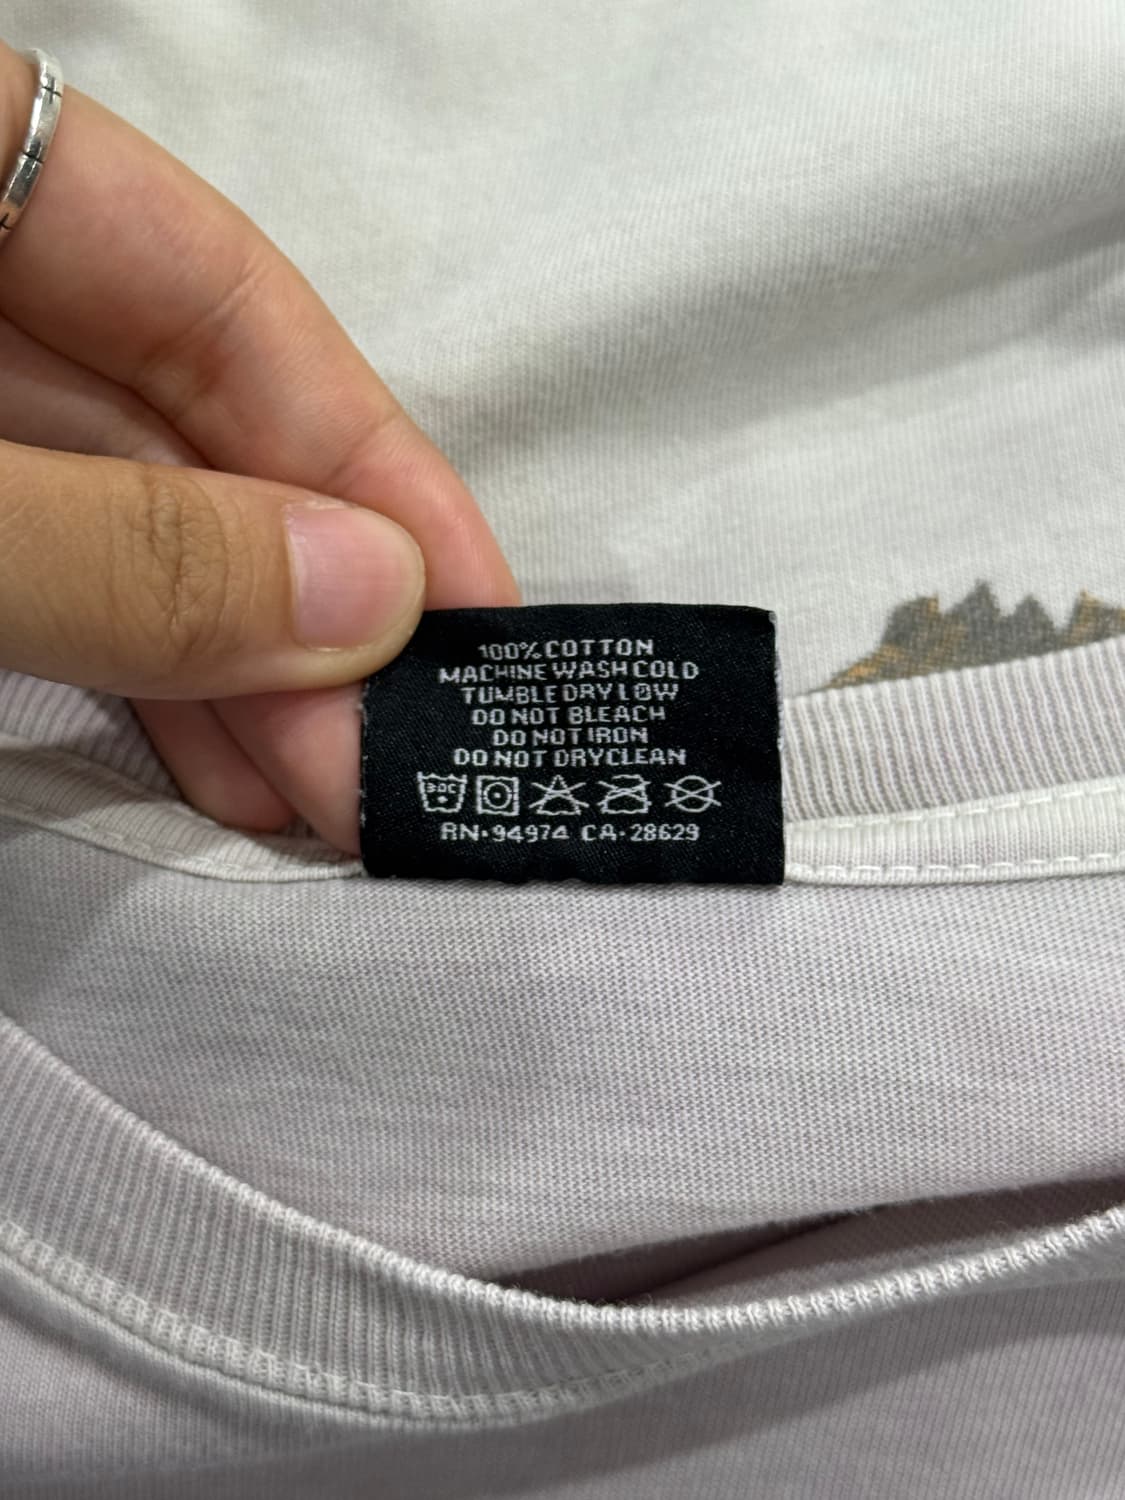 100% COTTON
MACHINE WASH COLD
TUMBLE DRY LOW
DO NOT BLEACH
DO NOT IRON
DO NOT DRYCLEAN
30C
RN·94974 CA·28629